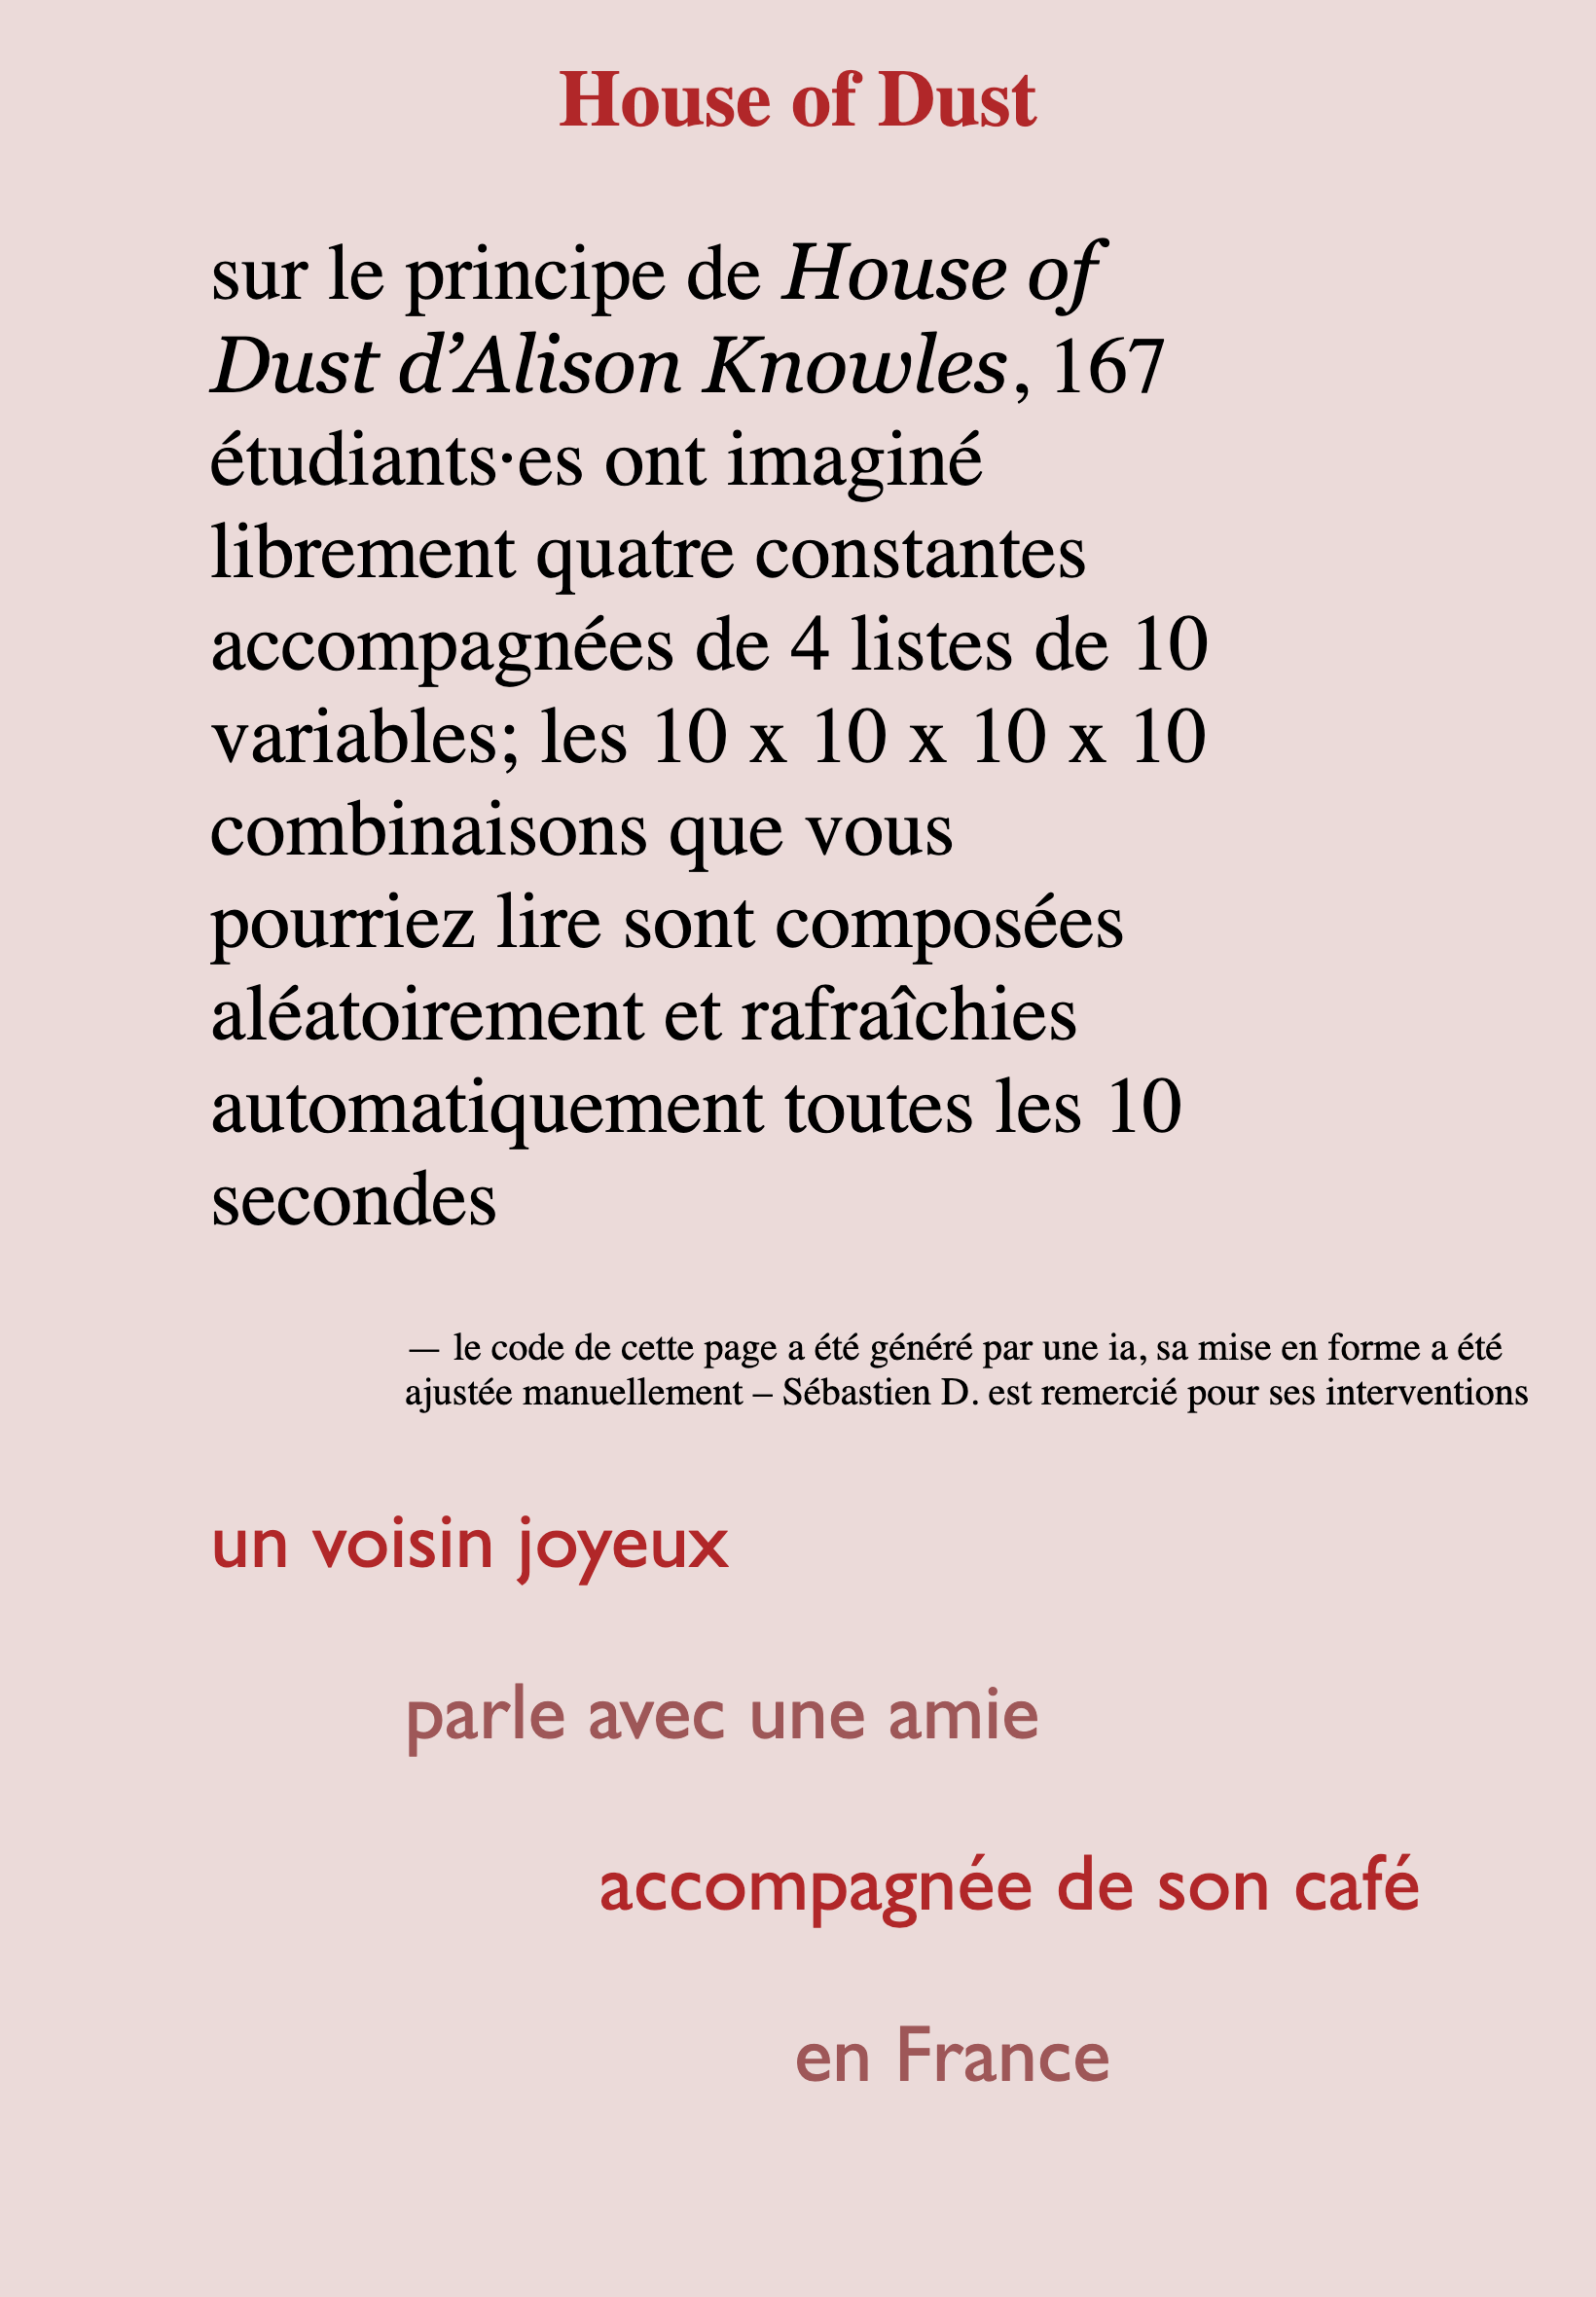 House of Dust
sur le principe de House of
Dust d’Alison Knowles, 167
étudiants·es ont imaginé
librement quatre constantes
accompagnées de 4 listes de 10
variables; les 10 x 10 x 10 x 10
combinaisons que vous
pourriez lire sont composées
aléatoirement et rafraîchies
automatiquement toutes les 10
secondes
— le code de cette page a été généré par une ia, sa mise en forme a été
ajustée manuellement – Sébastien D. est remercié pour ses interventions
un voisin joyeux
parle avec une amie
accompagnée de son café
en France